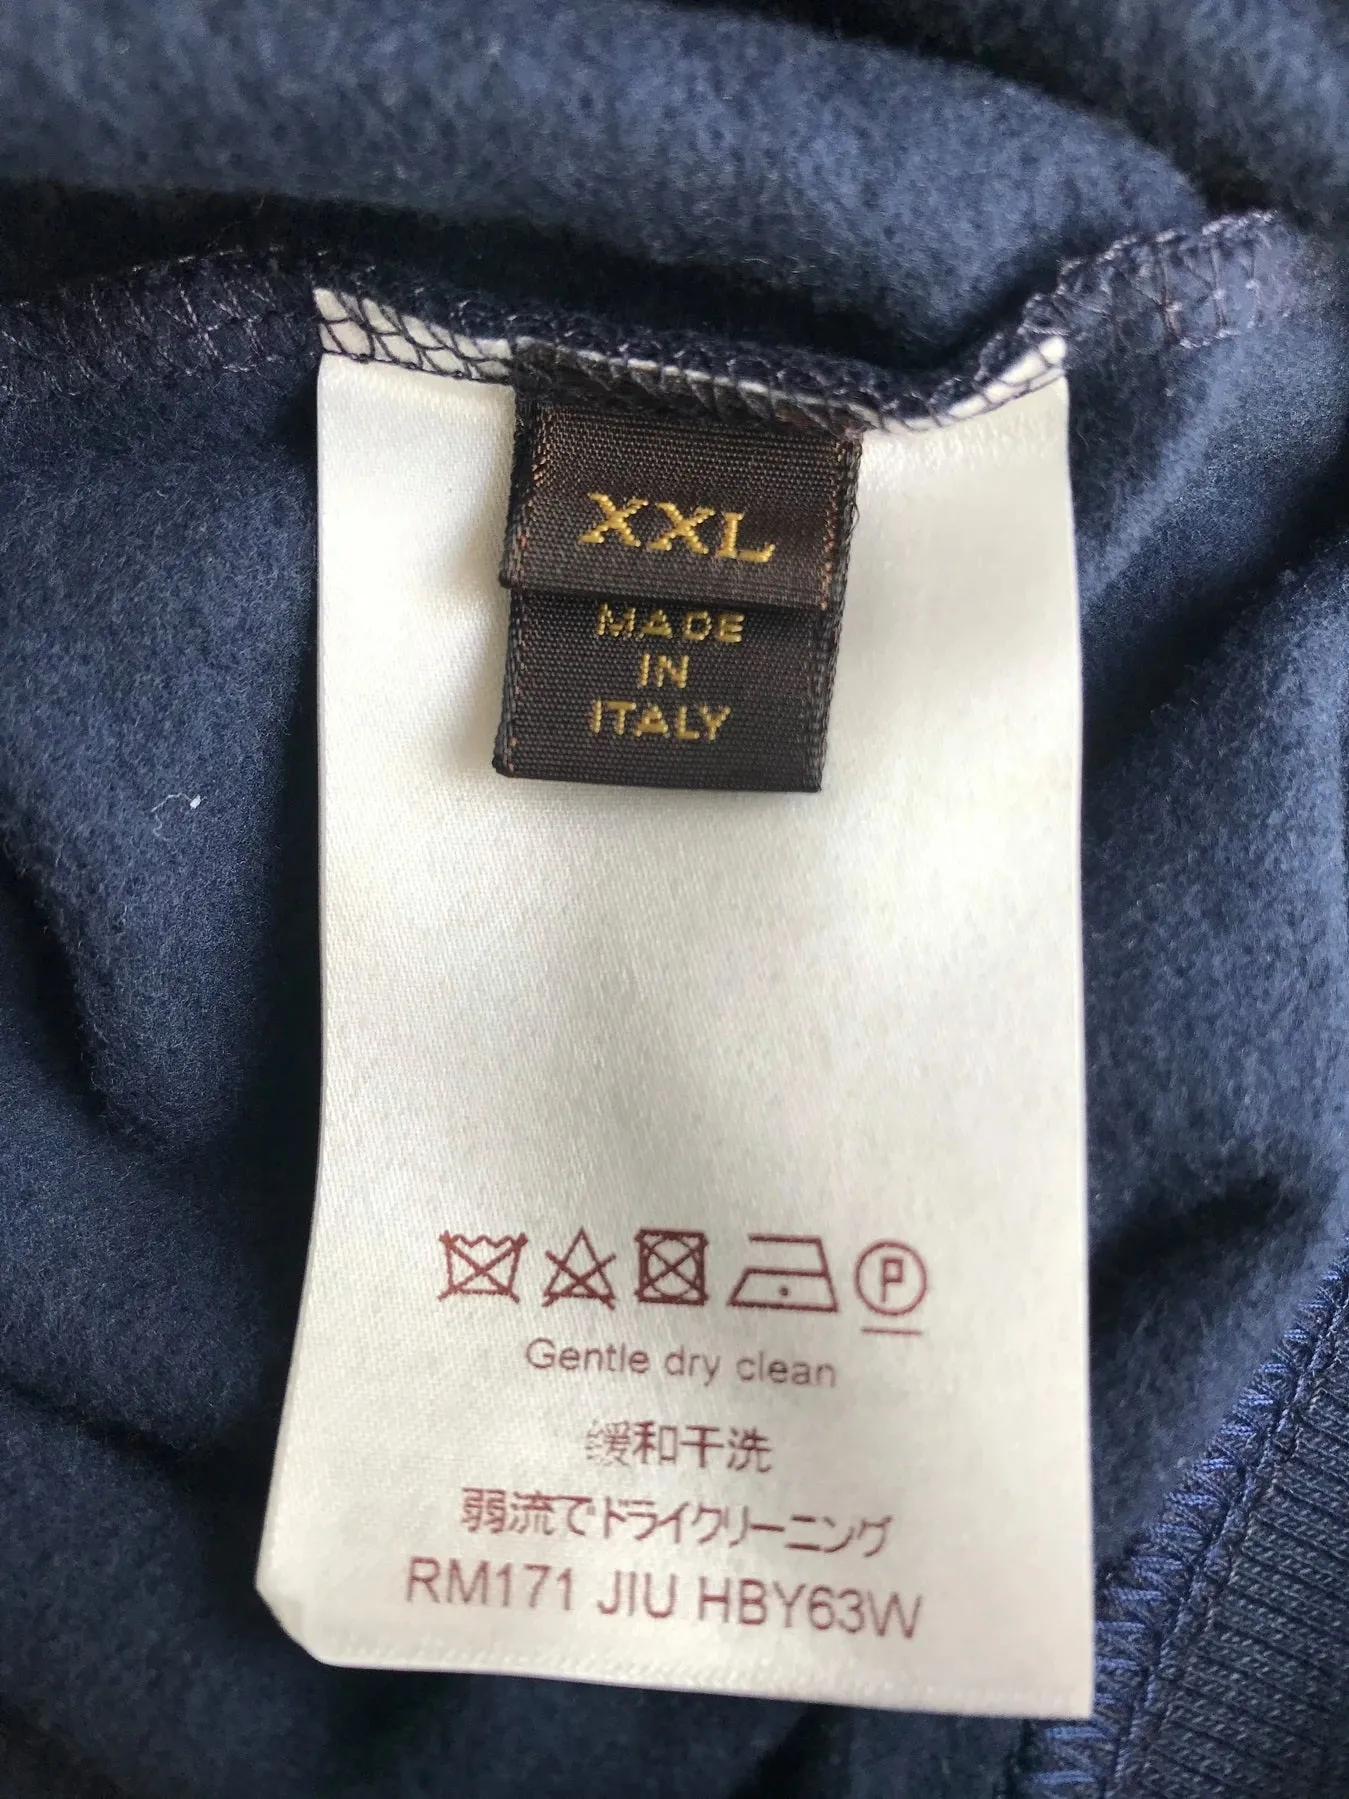 XXL
MADE
IN
ITALY
P
Gentle dry clean
缓和干洗
弱流でドライクリーニング
RM171 JIU HBY63W